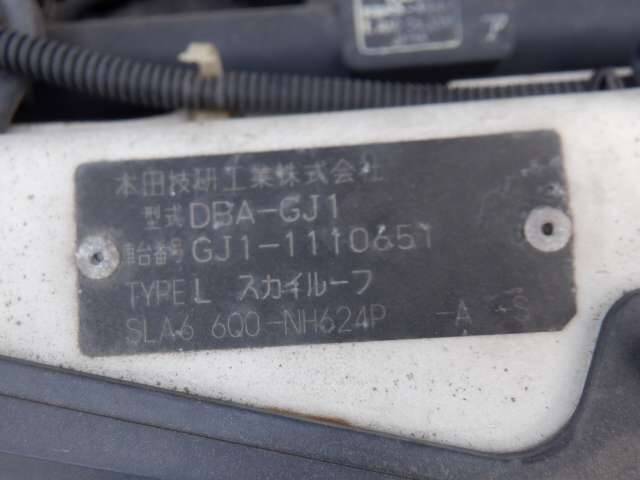 ア
本田技研工業株式会社
型式 DBA-GJ1
車台番号 GJ1-1110651
TYPE L スカイルーフ
SLA6 6Q0-NH624P -A -S